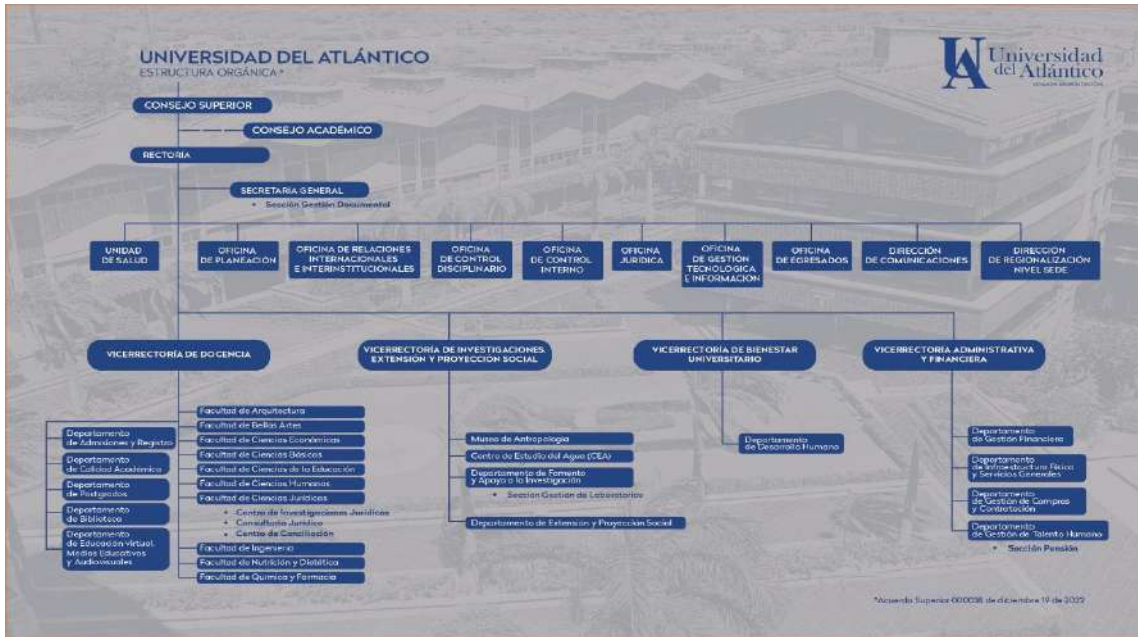 UNIVERSIDAD DEL ATLÁNTICO
ESTRUCTURA ORGÁNICA*
Universidad
del Atlántico
CONSEJO SUPERIOR
CONSEJO ACADÉMICO
RECTORÍA
SECRETARÍA GENERAL
• Sección Gestión Documental
UNIDAD
DE SALUD
OFICINA
DE PLANEACIÓN
OFICINA DE RELACIONES
INTERNACIONALES
E INTERINSTITUCIONALES
OFICINA
DE CONTROL
DISCIPLINARIO
OFICINA
DE CONTROL
INTERNO
OFICINA
JURÍDICA
OFICINA
DE GESTIÓN
TECNOLÓGICA
E INFORMACIÓN
OFICINA
DE EGRESADOS
DIRECCIÓN
DE COMUNICACIONES
DIRECCIÓN
DE REGIONALIZACIÓN
NIVEL SEDE
VICERRECTORÍA DE DOCENCIA
Departamento
de Admisiones y Registro
Departamento
de Calidad Académica
Departamento
de Postgrados
Departamento
de Biblioteca
Departamento
de Educación Virtual,
Medios Educativos
y Audiovisuales
Facultad de Arquitectura
Facultad de Bellas Artes
Facultad de Ciencias Económicas
Facultad de Ciencias Básicas
Facultad de Ciencias de la Educación
Facultad de Ciencias Humanas
Facultad de Ciencias Jurídicas
• Centro de Investigaciones Jurídicas
• Consultorio Jurídico
• Centro de Conciliación
Facultad de Ingeniería
Facultad de Nutrición y Dietética
Facultad de Química y Farmacia
VICERRECTORÍA DE INVESTIGACIONES,
EXTENSIÓN Y PROYECCIÓN SOCIAL
Museo de Antropología
Centro de Estudio del Agua (CEA)
Departamento de Fomento
y Apoyo a la Investigación
• Sección Gestión de Laboratorios
Departamento de Extensión y Proyección Social
VICERRECTORÍA DE BIENESTAR
UNIVERSITARIO
Departamento
de Desarrollo Humano
VICERRECTORÍA ADMINISTRATIVA
Y FINANCIERA
Departamento
de Gestión Financiera
Departamento
de Infraestructura Física
y Servicios Generales
Departamento
de Gestión de Compras
y Contratación
Departamento
de Gestión de Talento Humano
• Sección Pensión
*Acuerdo Superior 000038 de diciembre 19 de 2022